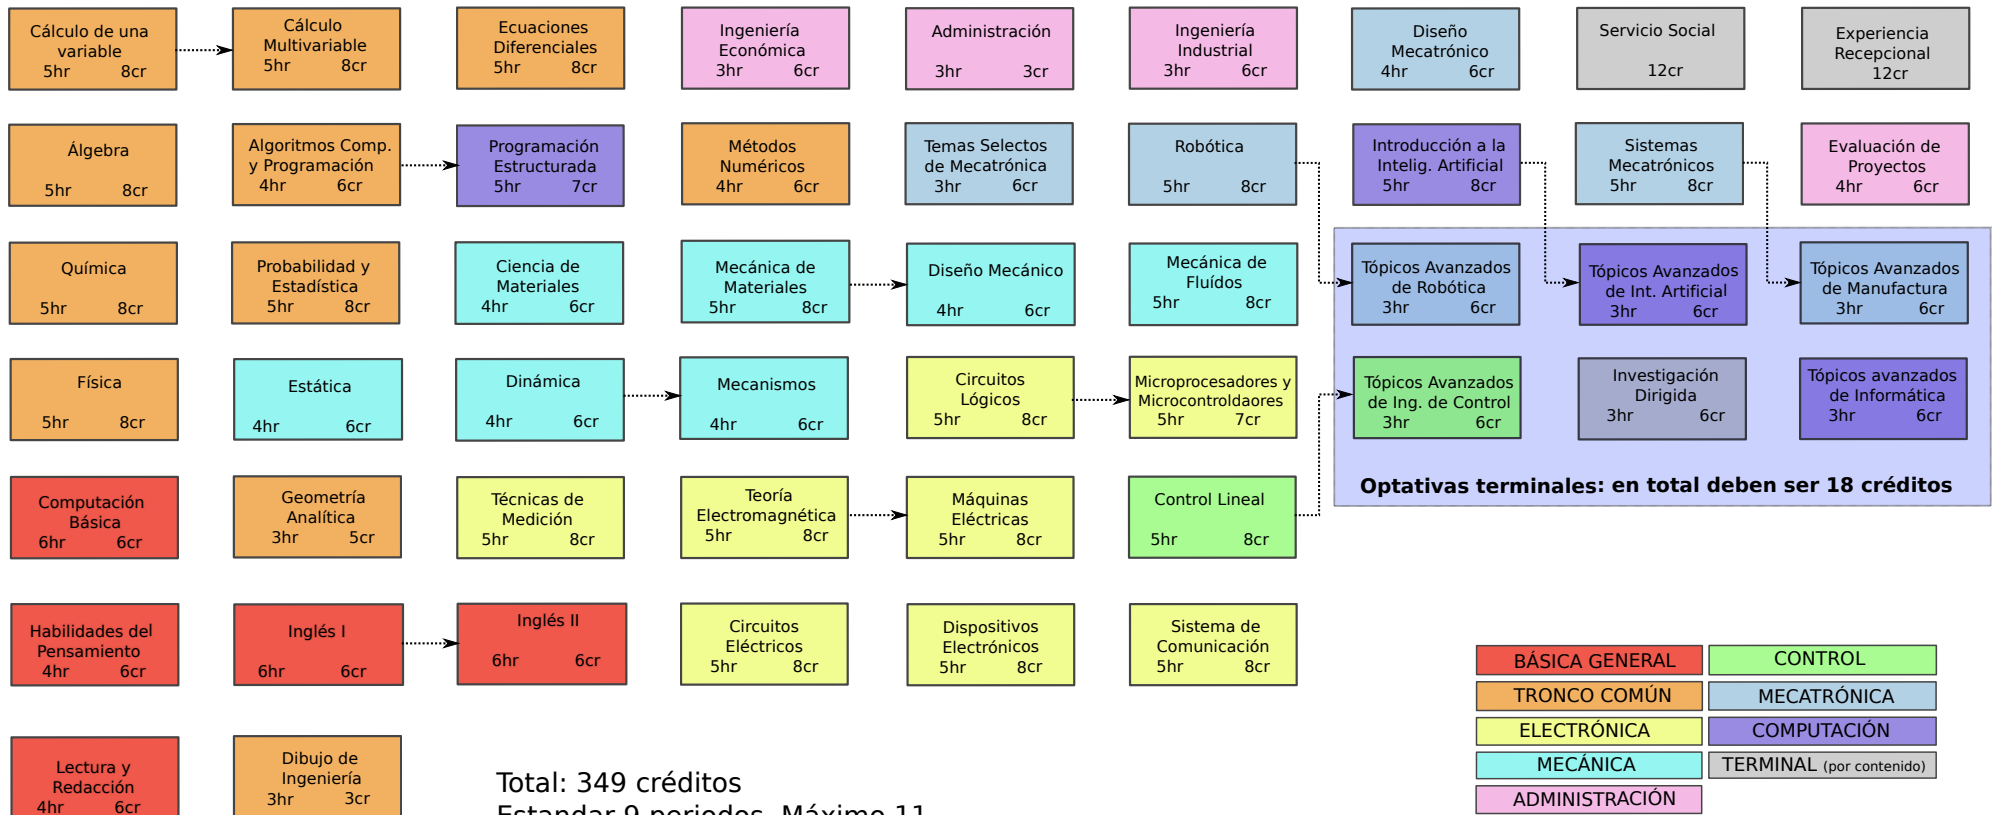 Cálculo de una
variable
5hr 8cr
Cálculo
Multivariable
5hr 8cr
Ecuaciones
Diferenciales
5hr 8cr
Ingeniería
Económica
3hr 6cr
Administración
3hr 3cr
Ingeniería
Industrial
3hr 6cr
Diseño
Mecatrónico
4hr 6cr
Servicio Social
12cr
Experiencia
Recepcional
12cr
Álgebra
5hr 8cr
Algoritmos Comp.
y Programación
4hr 6cr
Programación
Estructurada
5hr 7cr
Métodos
Numéricos
4hr 6cr
Temas Selectos
de Mecatrónica
3hr 6cr
Robótica
5hr 8cr
Introducción a la
Intelig. Artificial
5hr 8cr
Sistemas
Mecatrónicos
5hr 8cr
Evaluación de
Proyectos
4hr 6cr
Química
5hr 8cr
Probabilidad y
Estadística
5hr 8cr
Ciencia de
Materiales
4hr 6cr
Mecánica de
Materiales
5hr 8cr
Diseño Mecánico
4hr 6cr
Mecánica de
Fluídos
5hr 8cr
Tópicos Avanzados
de Robótica
3hr 6cr
Tópicos Avanzados
de Int. Artificial
3hr 6cr
Tópicos Avanzados
de Manufactura
3hr 6cr
Física
5hr 8cr
Estática
4hr 6cr
Dinámica
4hr 6cr
Mecanismos
4hr 6cr
Circuitos
Lógicos
5hr 8cr
Microprocesadores y
Microcontroldaores
5hr 7cr
Tópicos Avanzados
de Ing. de Control
3hr 6cr
Investigación
Dirigida
3hr 6cr
Tópicos avanzados
de Informática
3hr 6cr
Optativas terminales: en total deben ser 18 créditos
Computación
Básica
6hr 6cr
Geometría
Analítica
3hr 5cr
Técnicas de
Medición
5hr 8cr
Teoría
Electromagnética
5hr 8cr
Máquinas
Eléctricas
5hr 8cr
Control Lineal
5hr 8cr
Habilidades del
Pensamiento
4hr 6cr
Inglés I
6hr 6cr
Inglés II
6hr 6cr
Circuitos
Eléctricos
5hr 8cr
Dispositivos
Electrónicos
5hr 8cr
Sistema de
Comunicación
5hr 8cr
Lectura y
Redacción
4hr 6cr
Dibujo de
Ingeniería
3hr 3cr
Total: 349 créditos
Estandar 9 periodos. Máximo 11
BÁSICA GENERAL
CONTROL
TRONCO COMÚN
MECATRÓNICA
ELECTRÓNICA
COMPUTACIÓN
MECÁNICA
TERMINAL (por contenido)
ADMINISTRACIÓN